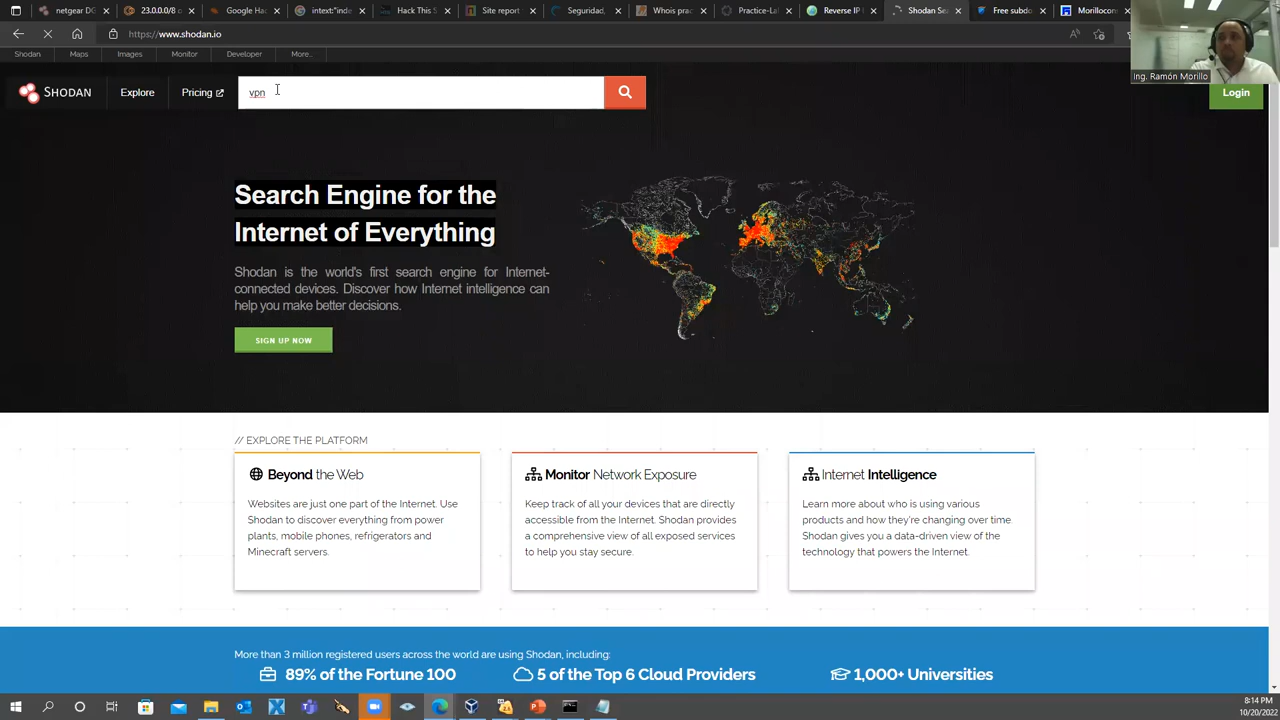 netgear DG
23.0.0.0/8 o
Google Hac
intext:"inde
Hack This S
Site report
Seguridad,
Whois prac
Practice-Lal
Reverse IP L
Shodan Sea
Free subdo
Morillocom
https://www.shodan.io
Shodan
Maps
Images
Monitor
Developer
More...
Ing. Ramón Morillo
SHODAN
Explore
Pricing
vpn
Login
Search Engine for the
Internet of Everything
Shodan is the world's first search engine for Internet-
connected devices. Discover how Internet intelligence can
help you make better decisions.
SIGN UP NOW
// EXPLORE THE PLATFORM
Beyond the Web
Websites are just one part of the Internet. Use
Shodan to discover everything from power
plants, mobile phones, refrigerators and
Minecraft servers.
Monitor Network Exposure
Keep track of all your devices that are directly
accessible from the Internet. Shodan provides
a comprehensive view of all exposed services
to help you stay secure.
Internet Intelligence
Learn more about who is using various
products and how they're changing over time
Shodan gives you a data-driven view of the
technology that powers the Internet.
More than 3 million registered users across the world are using Shodan, including:
89% of the Fortune 100
5 of the Top 6 Cloud Providers
1,000+ Universities
8:14 PM
10/20/2022